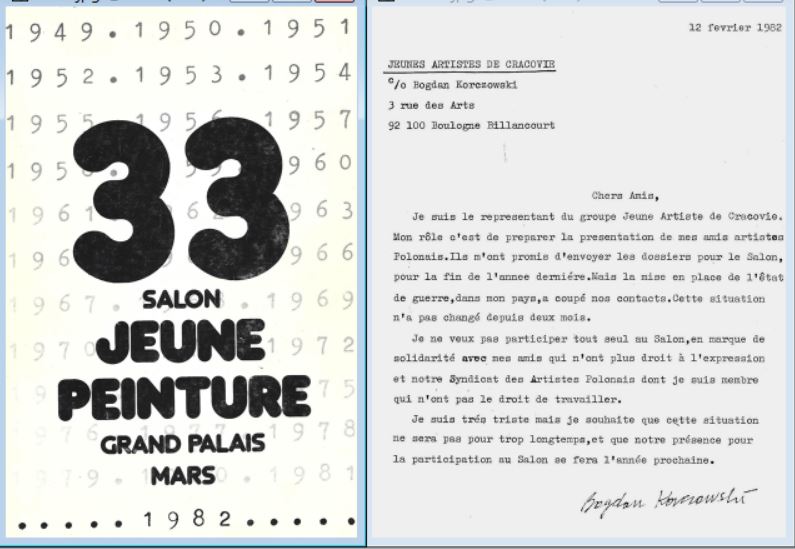 1949.1950.1951
1952.1953.1954
1955 1956 1957
33
1961 963
1967. .1969
SALON
JEUNE
1970 1972
PEINTURE
1978
GRAND PALAIS
MARS
1981
.....1982.....
12 fevrier 1982
JEUNES ARTISTES DE CRACOVIE
c/o Bogdan Korczowski
3 rue des Arts
92 100 Boulogne Billancourt
Chers Amis,
Je suis le representant du groupe Jeune Artiste de Cracovie.
Mon rôle c'est de preparer la presentation de mes amis artistes
Polonais.Ils m'ont promis d'envoyer les dossiers pour le Salon,
pour la fin de l'annee derniére.Mais la mise en place de l'êtat
de guerre,dans mon pays,a coupé nos contacts.Cette situation
n'a pas changé depuis deux mois.
Je ne veux pas participer tout seul au Salon,en marque de
solidarité avec mes amis qui n'ont plus droit à l'expression
et notre Syndicat des Artistes Polonais dont je suis membre
qui n'ont pas le droit de travailler.
Je suis trés triste mais je souhaite que cette situation
ne sera pas pour trop longtemps,et que notre présence pour
la participation au Salon se fera l'année prochaine.
Bogdan Korczowski